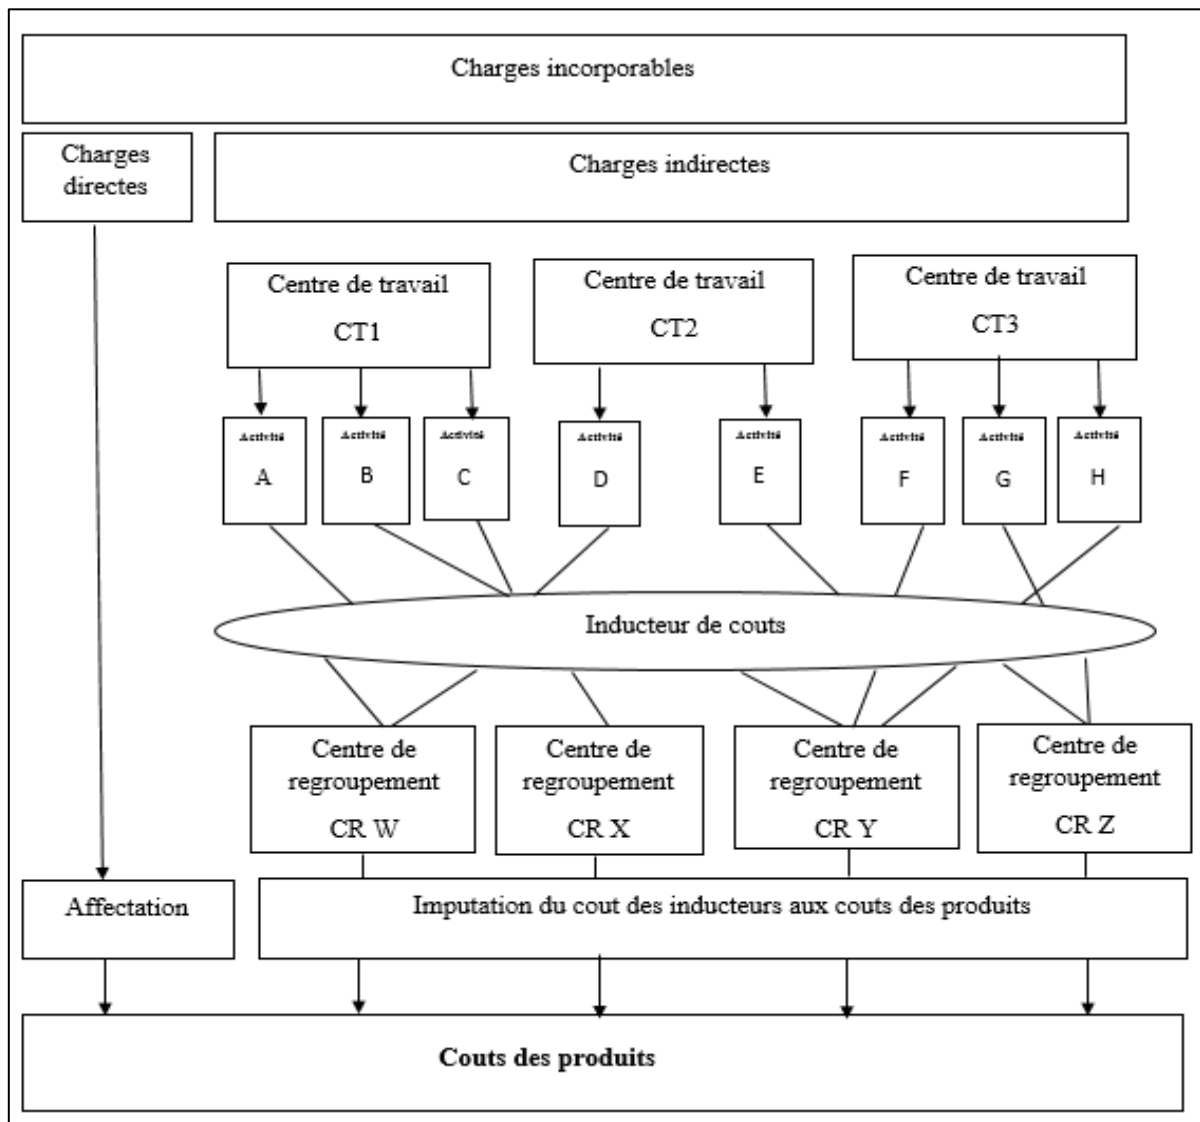 Charges incorporables
Charges
directes
Charges indirectes
Centre de travail
CT1
Centre de travail
CT2
Centre de travail
CT3
Activité
A
Activité
B
Activité
C
Activité
D
Activité
E
Activité
F
Activité
G
Activité
H
Inducteur de couts
Centre de
regroupement
CR W
Centre de
regroupement
CR X
Centre de
regroupement
CR Y
Centre de
regroupement
CR Z
Affectation
Imputation du cout des inducteurs aux couts des produits
Couts des produits